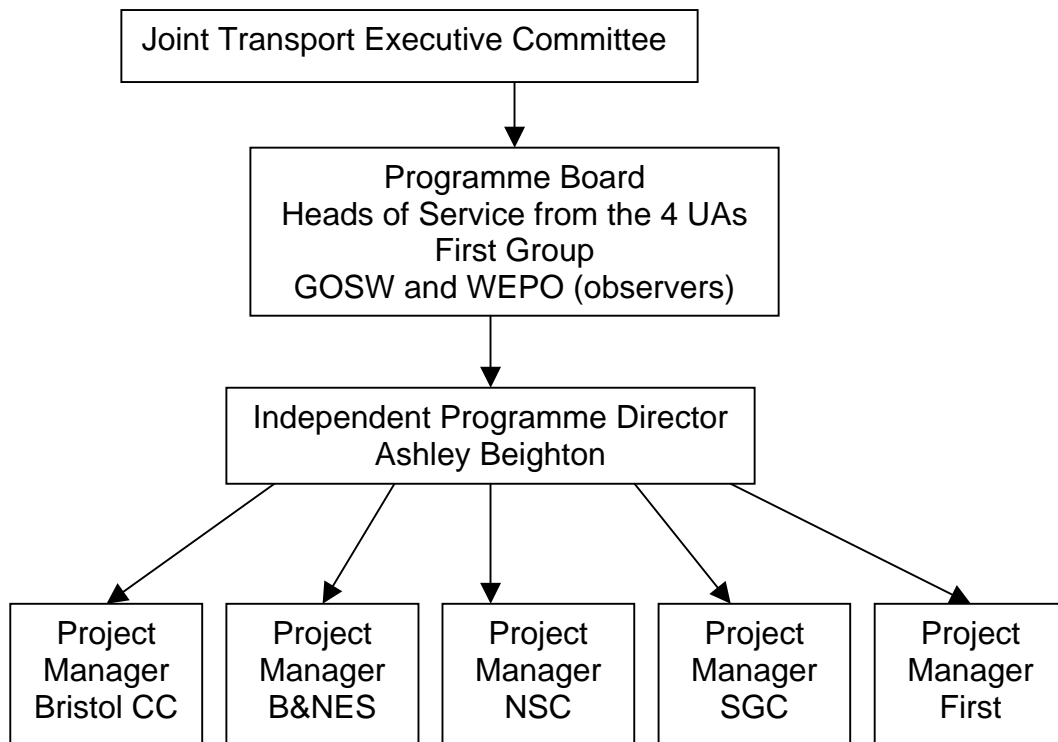 Joint Transport Executive Committee
Programme Board
Heads of Service from the 4 UAs
First Group
GOSW and WEPO (observers)
Independent Programme Director
Ashley Beighton
Project
Manager
Bristol CC
Project
Manager
B&NES
Project
Manager
NSC
Project
Manager
SGC
Project
Manager
First